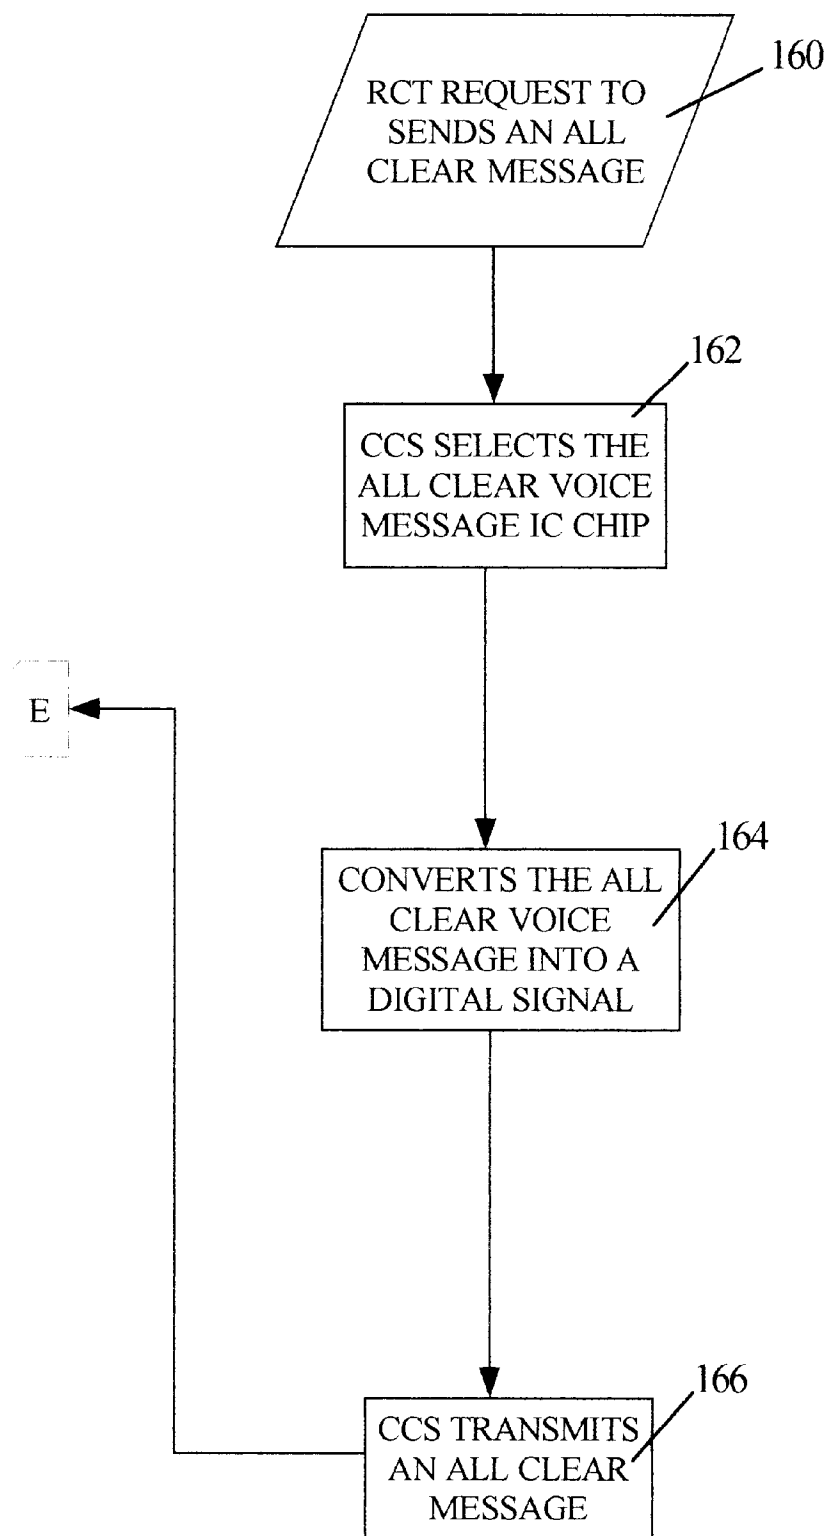 160
RCT REQUEST TO
SENDS AN ALL
CLEAR MESSAGE
162
CCS SELECTS THE
ALL CLEAR VOICE
MESSAGE IC CHIP
E
164
CONVERTS THE ALL
CLEAR VOICE
MESSAGE INTO A
DIGITAL SIGNAL
166
CCS TRANSMITS
AN ALL CLEAR
MESSAGE